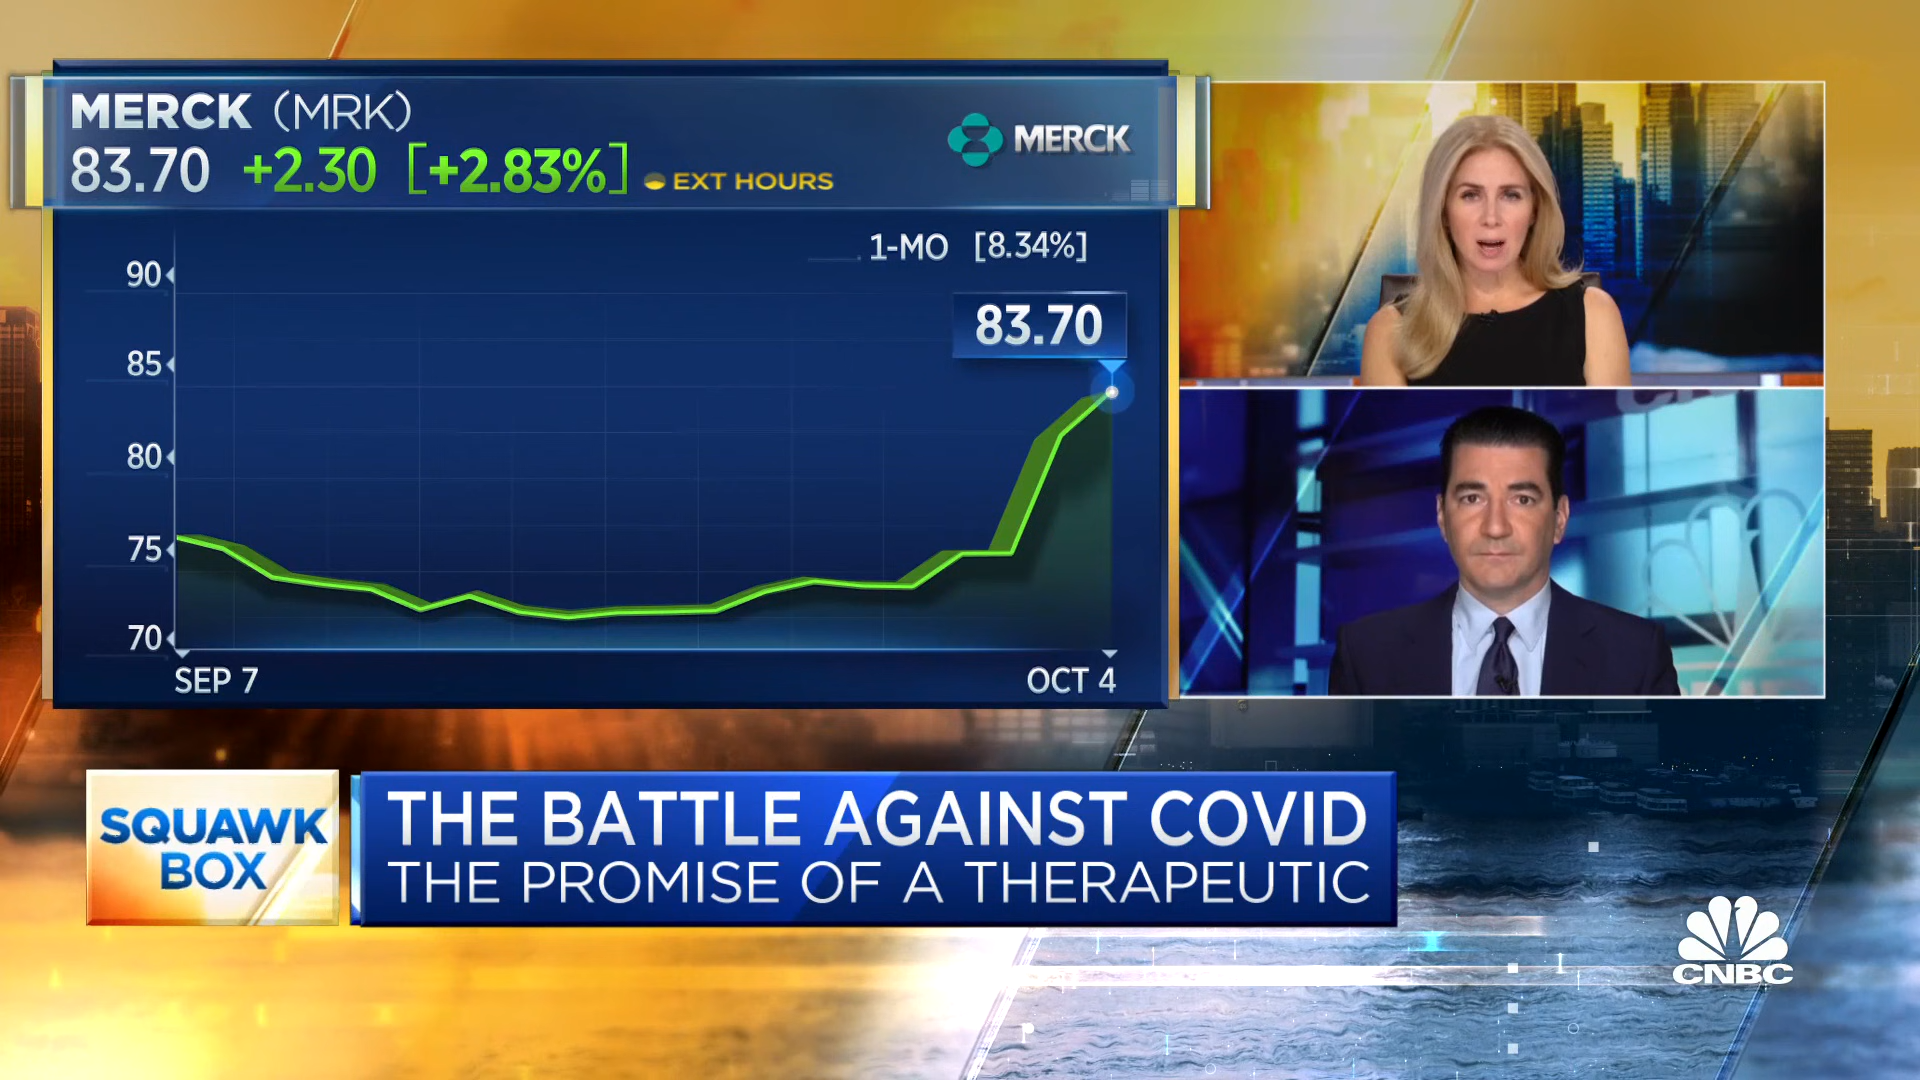 MERCK (MRK)
83.70 +2.30 [+2.83%] EXT HOURS
MERCK
1-MO [8.34%]
83.70
90
85
80
75
70
SEP 7
OCT 4
SQUAWK
BOX
THE BATTLE AGAINST COVID
THE PROMISE OF A THERAPEUTIC
CNBC